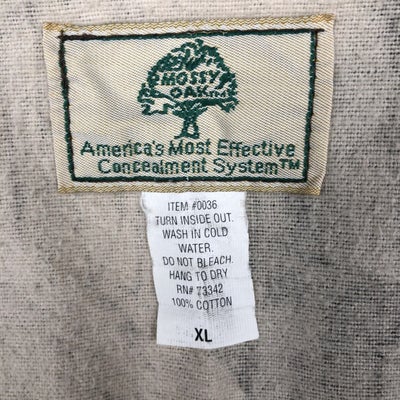 MOSSY
OAK
America's Most Effective
Concealment System™
ITEM #0036
TURN INSIDE OUT.
WASH IN COLD
WATER.
DO NOT BLEACH.
HANG TO DRY
RN# 73342
100% COTTON
XL